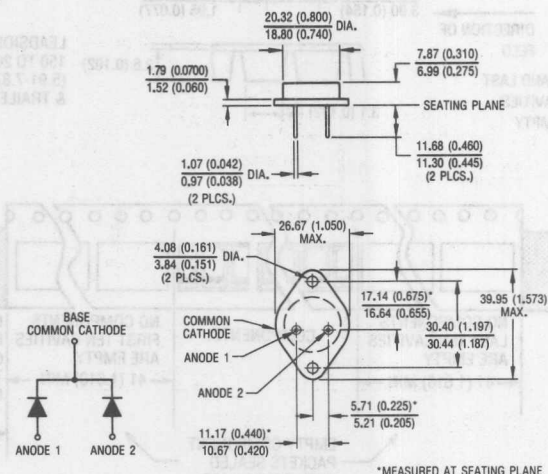 20.32 (0.800)
18.80 (0.740)
DIA.
7.87 (0.310)
6.99 (0.275)
1.79 (0.0700)
1.52 (0.060)
SEATING PLANE
11.68 (0.460)
11.30 (0.445)
(2 PLCS.)
1.07 (0.042)
0.97 (0.038)
DIA.
(2 PLCS.)
26.67 (1.050)
MAX.
4.08 (0.161)
3.84 (0.151)
DIA.
(2 PLCS.)
17.14 (0.675)*
16.64 (0.655)
39.95 (1.573)
MAX.
30.40 (1.197)
30.44 (1.187)
COMMON
CATHODE
ANODE 1
ANODE 2
BASE
COMMON CATHODE
ANODE 1
ANODE 2
5.71 (0.225)*
5.21 (0.205)
11.17 (0.440)*
10.67 (0.420)
*MEASURED AT SEATING PLANE